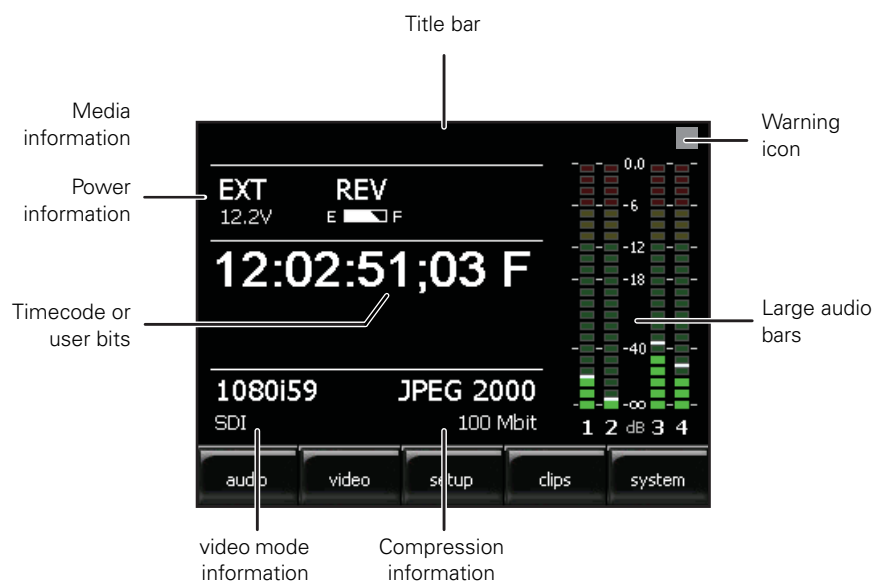 Title bar
Media
information
Warning
icon
Power
information
EXT REV
12.2V E F
12:02:51;03 F
Timecode or
user bits
0.0
-6
-12
-18
-40
-∞
Large audio
bars
1080i59 JPEG 2000
SDI 100 Mbit
1 2 dB 3 4
audio video setup clips system
video mode
information
Compression
information